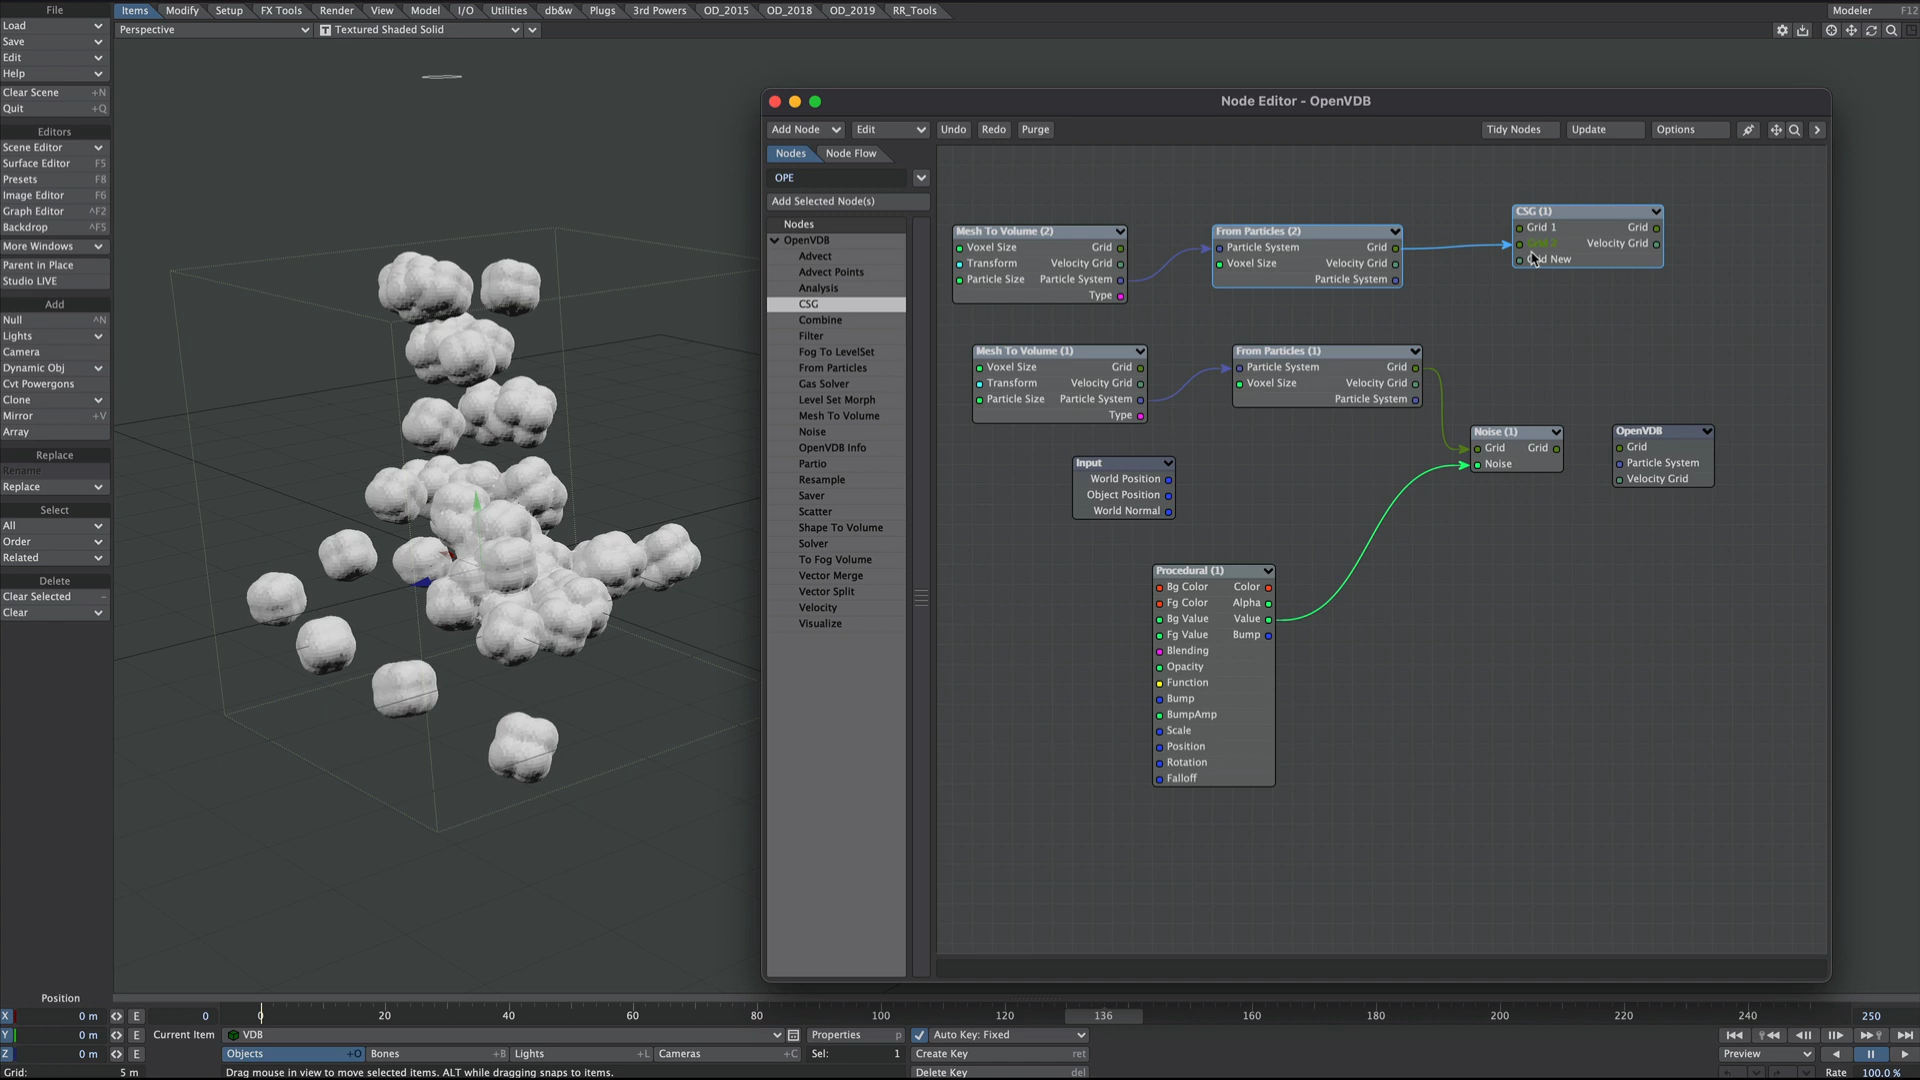 File Items Modify Setup FX Tools Render View Model I/O Utilities db&w Plugs 3rd Powers OD_2015 OD_2018 OD_2019 RR_Tools Modeler F12
Load
Save
Edit
Help
Clear Scene +N
Quit +Q
Editors
Scene Editor
Surface Editor F5
Presets F8
Image Editor F6
Graph Editor ^F2
Backdrop ^F5
More Windows
Parent in Place
Studio LIVE
Add
Null ^N
Lights
Camera
Dynamic Obj
Cvt Powergons
Clone
Mirror +V
Array
Replace
Rename
Replace
Select
All
Order
Related
Delete
Clear Selected –
Clear
Perspective T Textured Shaded Solid
Node Editor - OpenVDB
Add Node Edit Undo Redo Purge Tidy Nodes Update Options
Nodes Node Flow
OPE
Add Selected Node(s)
Nodes
OpenVDB
Advect
Advect Points
Analysis
CSG
Combine
Filter
Fog To LevelSet
From Particles
Gas Solver
Level Set Morph
Mesh To Volume
Noise
OpenVDB Info
Partio
Resample
Saver
Scatter
Shape To Volume
Solver
To Fog Volume
Vector Merge
Vector Split
Velocity
Visualize
Mesh To Volume (2)
Voxel Size Grid
Transform Velocity Grid
Particle Size Particle System
Type
From Particles (2)
Particle System Grid
Voxel Size Velocity Grid
Particle System
CSG (1)
Grid 1 Grid
Grid 2 Velocity Grid
New
Mesh To Volume (1)
Voxel Size Grid
Transform Velocity Grid
Particle Size Particle System
Type
From Particles (1)
Particle System Grid
Voxel Size Velocity Grid
Particle System
Noise (1)
Grid Grid
Noise
OpenVDB
Grid
Particle System
Velocity Grid
Input
World Position
Object Position
World Normal
Procedural (1)
Bg Color Color
Fg Color Alpha
Bg Value Value
Fg Value Bump
Blending
Opacity
Function
Bump
BumpAmp
Scale
Position
Rotation
Falloff
Position
X 0 m E 0 0 20 40 60 80 100 120 136 160 180 200 220 240 250
Y 0 m E Current Item VDB Properties p Auto Key: Fixed
Z 0 m E Objects +O Bones +B Lights +L Cameras +C Sel: 1 Create Key ret Preview
Grid: 5 m Drag mouse in view to move selected items. ALT while dragging snaps to items. Delete Key del Rate 100.0 %